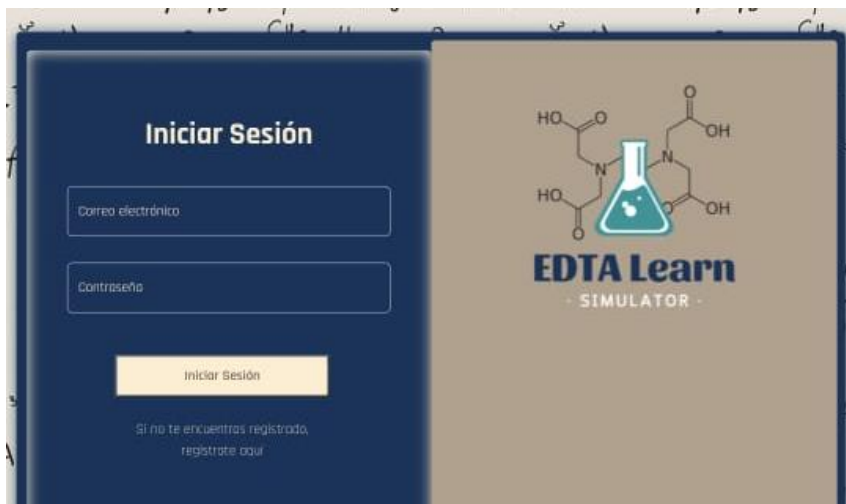 Iniciar Sesión
Correo electrónico
Contraseña
Iniciar Sesión
Si no te encuentras registrado,
registrate aquí
O
HO
O
OH
N
N
HO
O
OH
O
EDTA Learn
· SIMULATOR ·